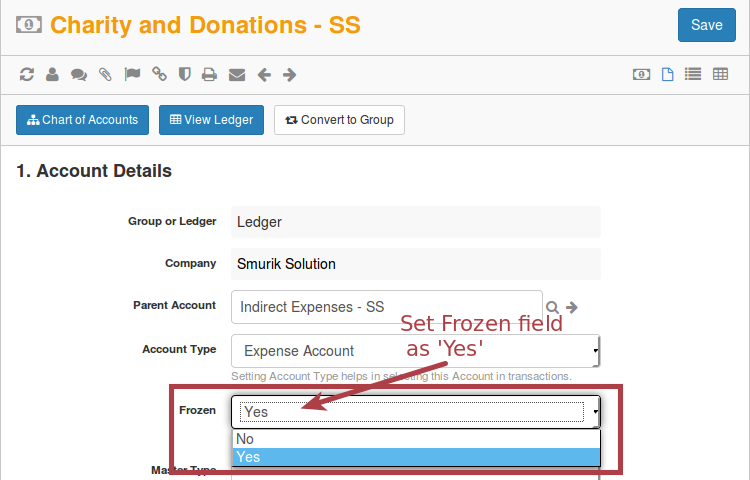 Charity and Donations - SS
Save
Chart of Accounts
View Ledger
Convert to Group
1. Account Details
Group or Ledger
Ledger
Company
Smurik Solution
Parent Account
Indirect Expenses - SS
Set Frozen field
as 'Yes'
Account Type
Expense Account
Setting Account Type helps in selecting this Account in transactions.
Frozen
Yes
No
Yes
Master Type